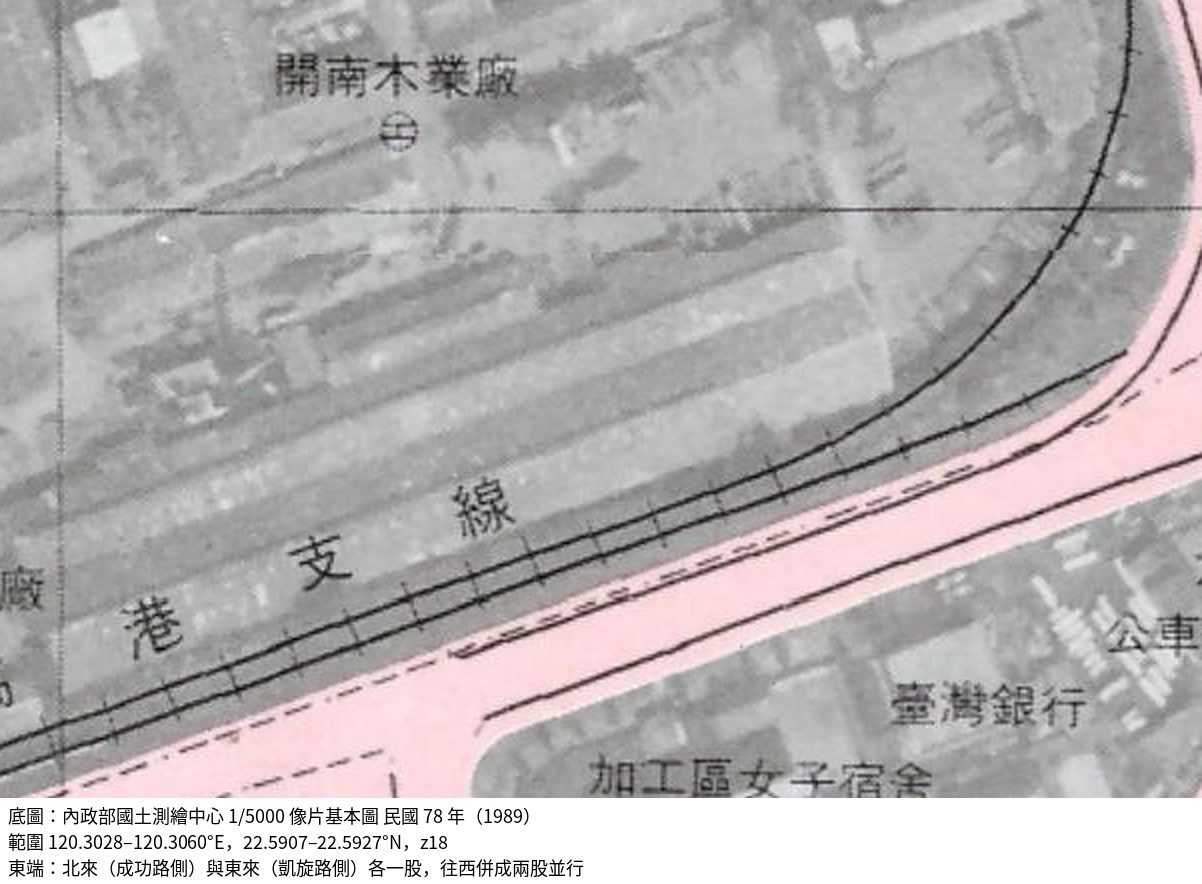 開南木業廠
線
支
港
廠
公車
臺灣銀行
加工區女子宿舍
底圖：內政部國土測繪中心 1/5000 像片基本圖 民國 78 年（1989）
範圍 120.3028–120.3060°E，22.5907–22.5927°N，z18
東端：北來（成功路側）與東來（凱旋路側）各一股，往西併成兩股並行